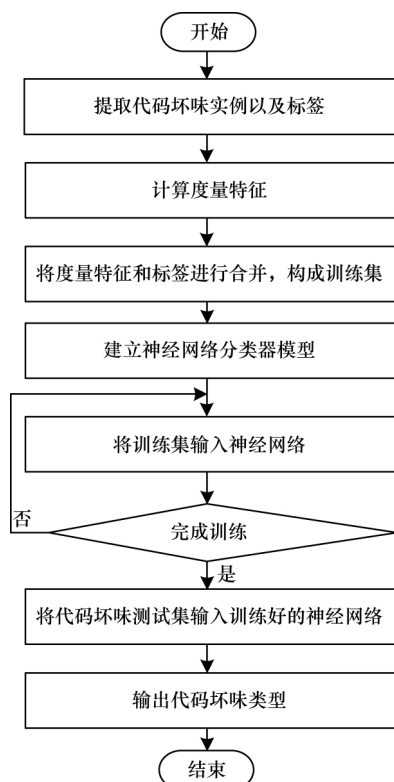 开始
提取代码坏味实例以及标签
计算度量特征
将度量特征和标签进行合并，构成训练集
建立神经网络分类器模型
将训练集输入神经网络
完成训练
否
是
将代码坏味测试集输入训练好的神经网络
输出代码坏味类型
结束